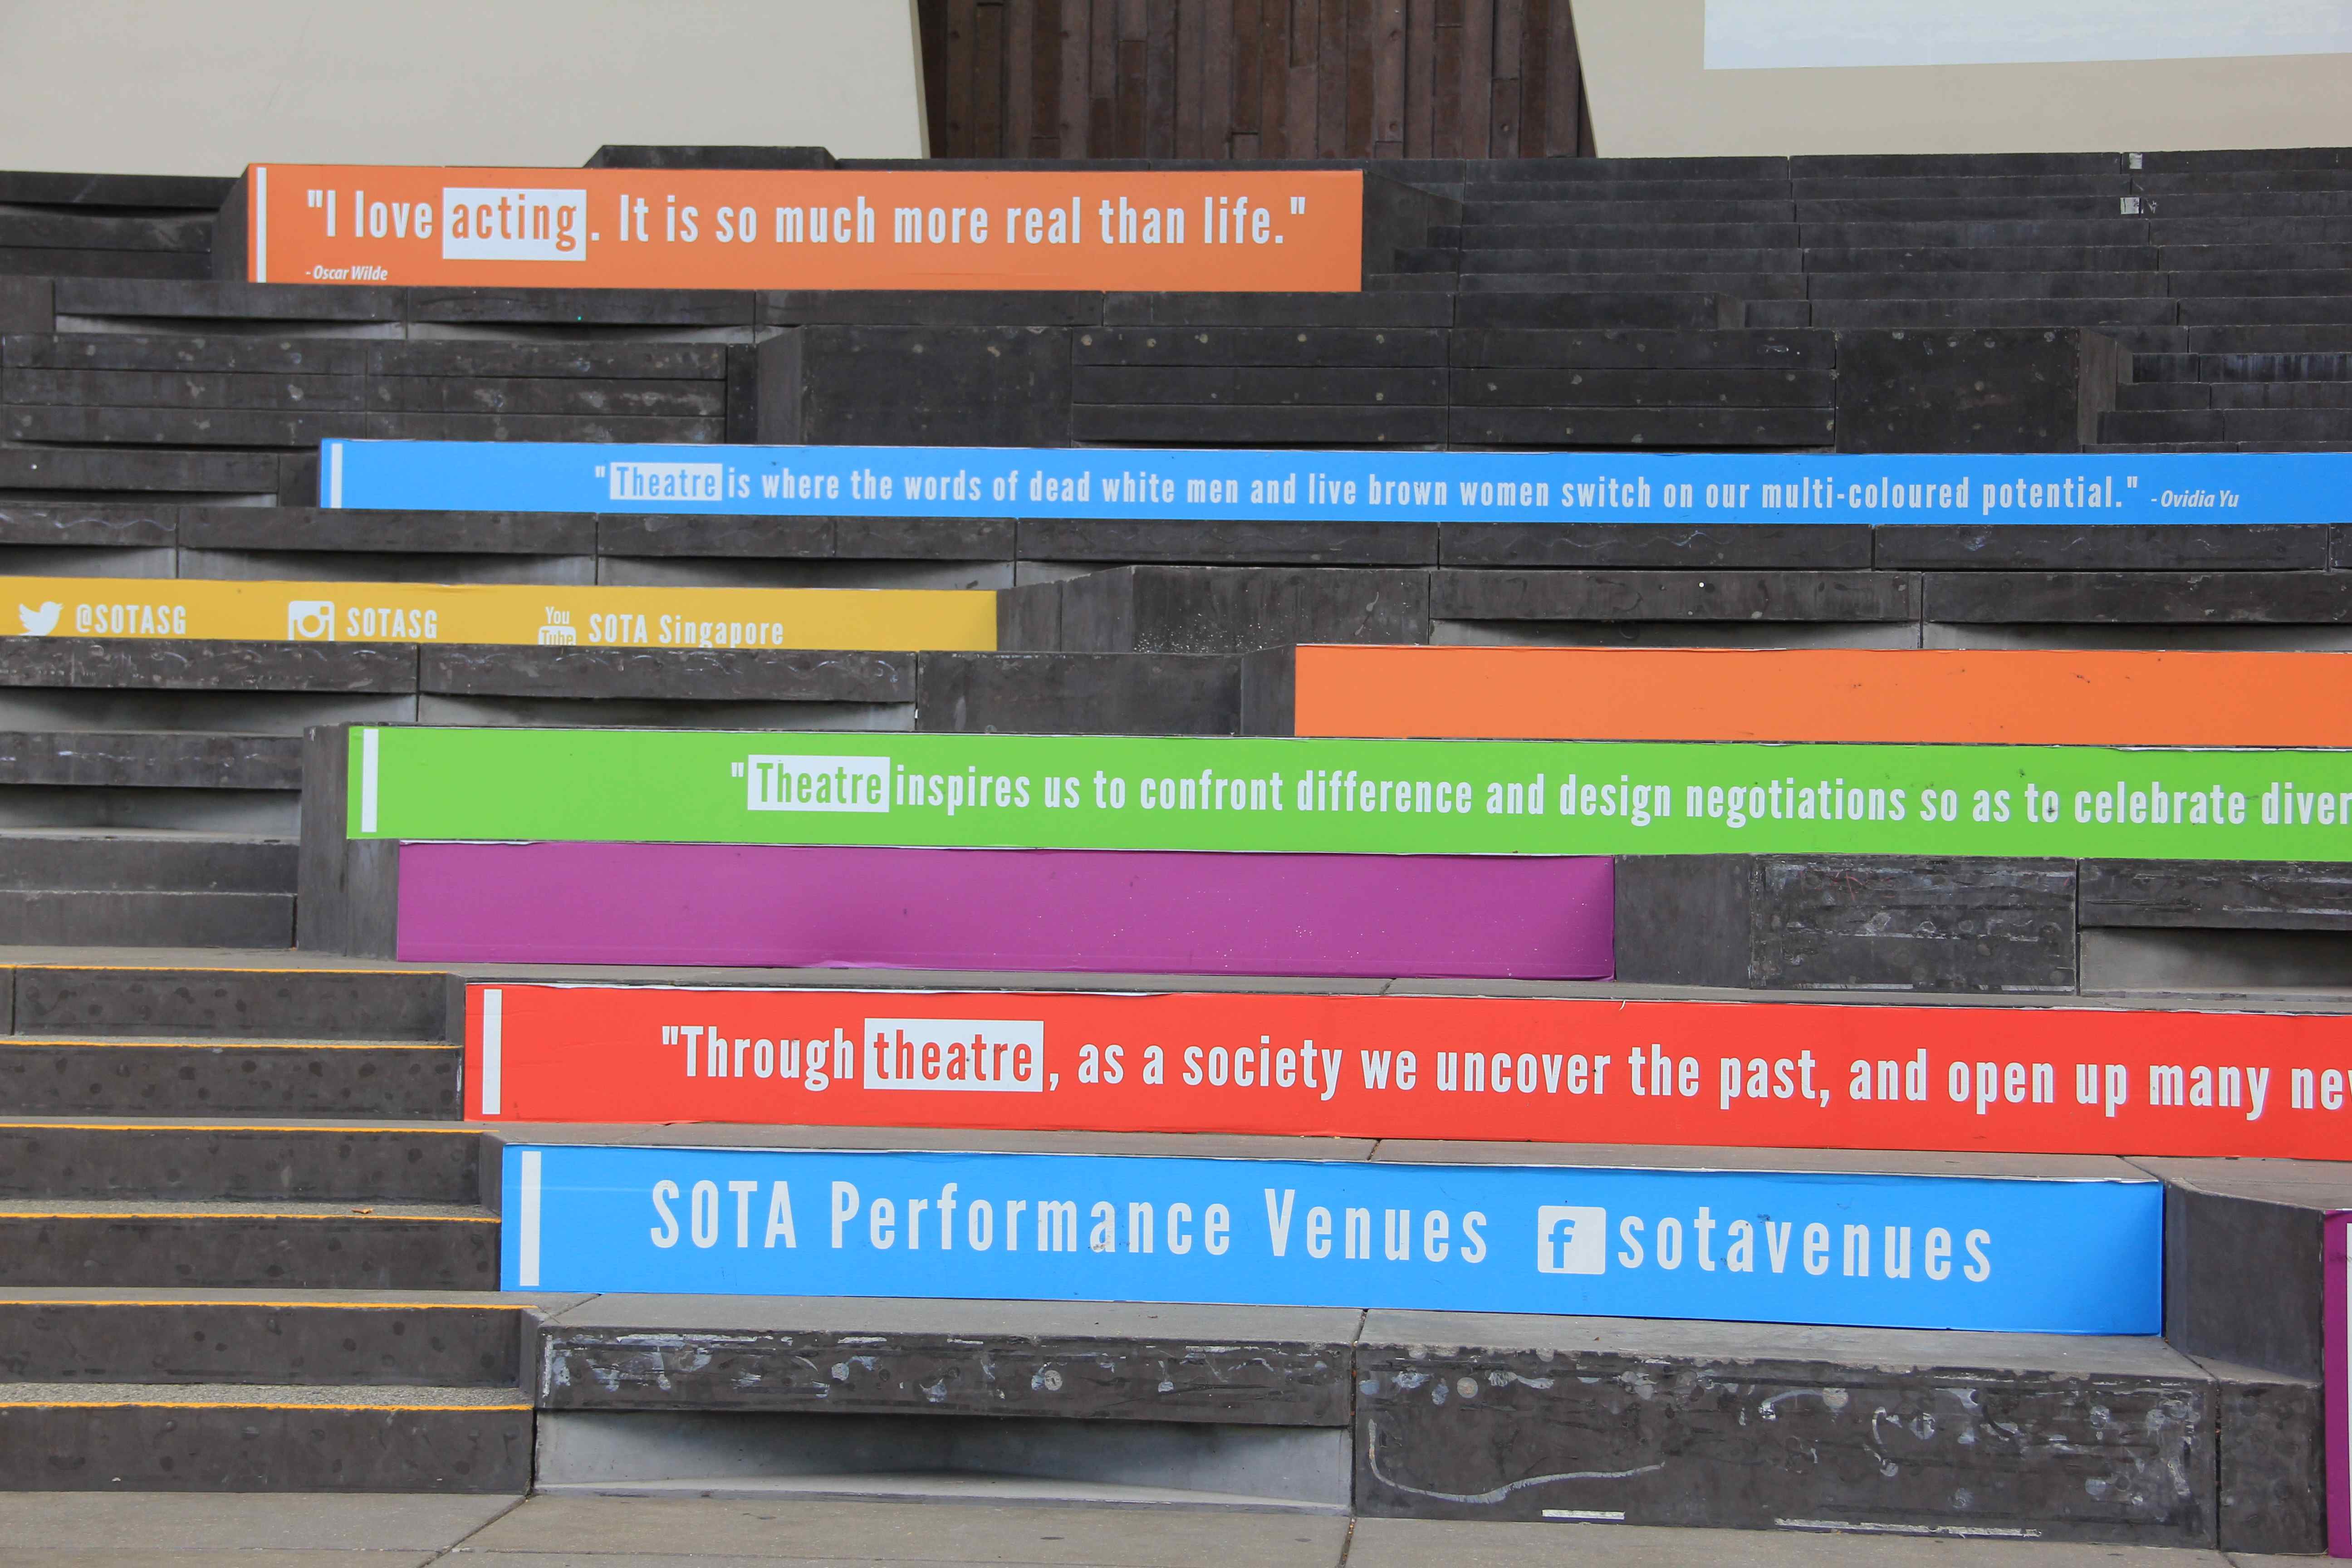 "I love acting. It is so much more real than life."
- Oscar Wilde
"Theatre is where the words of dead white men and live brown women switch on our multi-coloured potential." - Ovidia Yu
@SOTASG SOTASG You Tube SOTA Singapore
"Theatre inspires us to confront difference and design negotiations so as to celebrate
"Through theatre, as a society we uncover the past, and open up many
SOTA Performance Venues f sotavenues